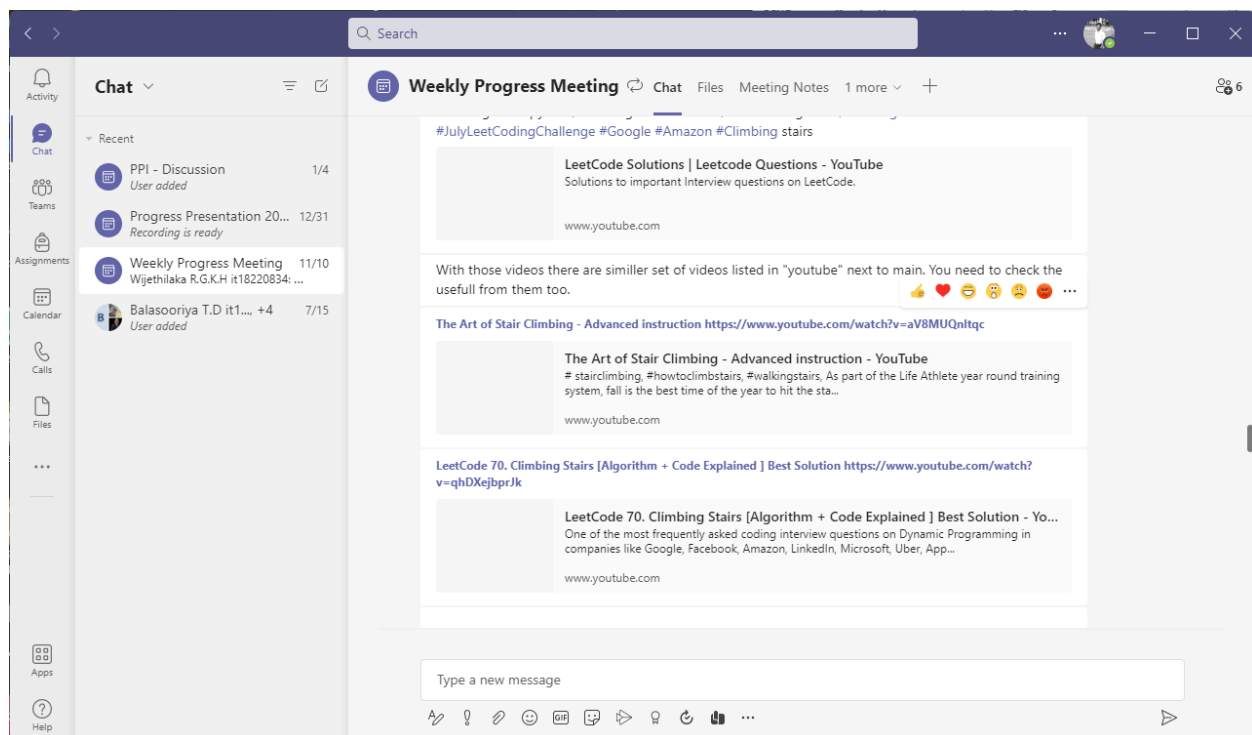 Search
Activity
Chat
Teams
Assignments
Calendar
Calls
Files
Apps
Help
Chat
Recent
PPI - Discussion 1/4
User added
Progress Presentation 20... 12/31
Recording is ready
Weekly Progress Meeting 11/10
Wijethilaka R.G.K.H it18220834: ...
Balasooriya T.D it1..., +4 7/15
User added
B
Weekly Progress Meeting Chat Files Meeting Notes 1 more
6
#JulyLeetCodingChallenge #Google #Amazon #Climbing stairs
LeetCode Solutions | Leetcode Questions - YouTube
Solutions to important Interview questions on LeetCode.
www.youtube.com
With those videos there are similler set of videos listed in "youtube" next to main. You need to check the
usefull from them too.
The Art of Stair Climbing - Advanced instruction https://www.youtube.com/watch?v=aV8MUQnltqc
The Art of Stair Climbing - Advanced instruction - YouTube
# stairclimbing, #howtoclimbstairs, #walkingstairs, As part of the Life Athlete year round training
system, fall is the best time of the year to hit the sta...
www.youtube.com
LeetCode 70. Climbing Stairs [Algorithm + Code Explained ] Best Solution https://www.youtube.com/watch?
v=qhDXejbprJk
LeetCode 70. Climbing Stairs [Algorithm + Code Explained ] Best Solution - Yo...
One of the most frequently asked coding interview questions on Dynamic Programming in
companies like Google, Facebook, Amazon, LinkedIn, Microsoft, Uber, App...
www.youtube.com
Type a new message
GIF